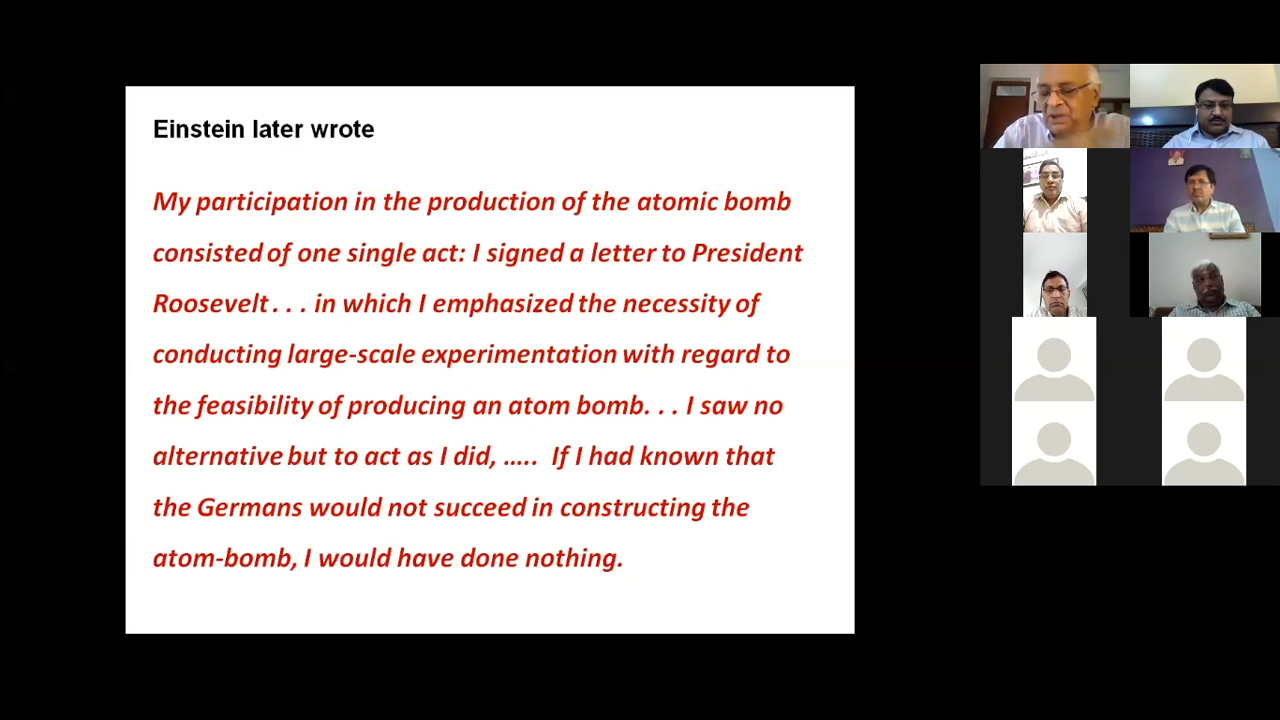 Einstein later wrote
My participation in the production of the atomic bomb
consisted of one single act: I signed a letter to President
Roosevelt . . . in which I emphasized the necessity of
conducting large-scale experimentation with regard to
the feasibility of producing an atom bomb. . . I saw no
alternative but to act as I did, ….. If I had known that
the Germans would not succeed in constructing the
atom-bomb, I would have done nothing.